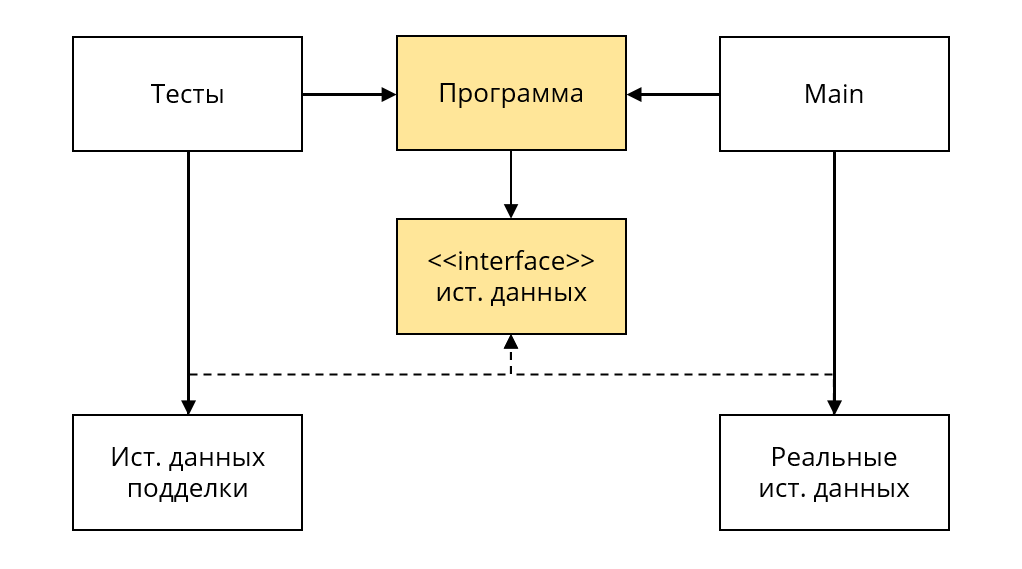 Тесты
Программа
Main
<<interface>>
ист. данных
Ист. данных
подделки
Реальные
ист. данных